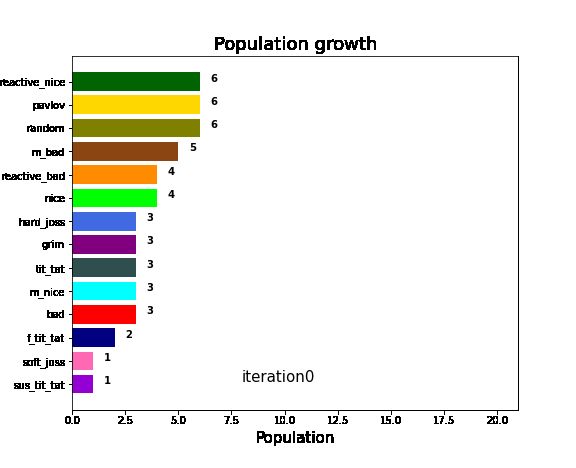 Population growth
reactive_nice 6
pavlov 6
random 6
m_bad 5
reactive_bad 4
nice 4
hard_joss 3
grim 3
tit_tat 3
m_nice 3
bad 3
f_tit_tat 2
soft_joss 1
sus_tit_tat 1
iteration0
0.0 2.5 5.0 7.5 10.0 12.5 15.0 17.5 20.0
Population